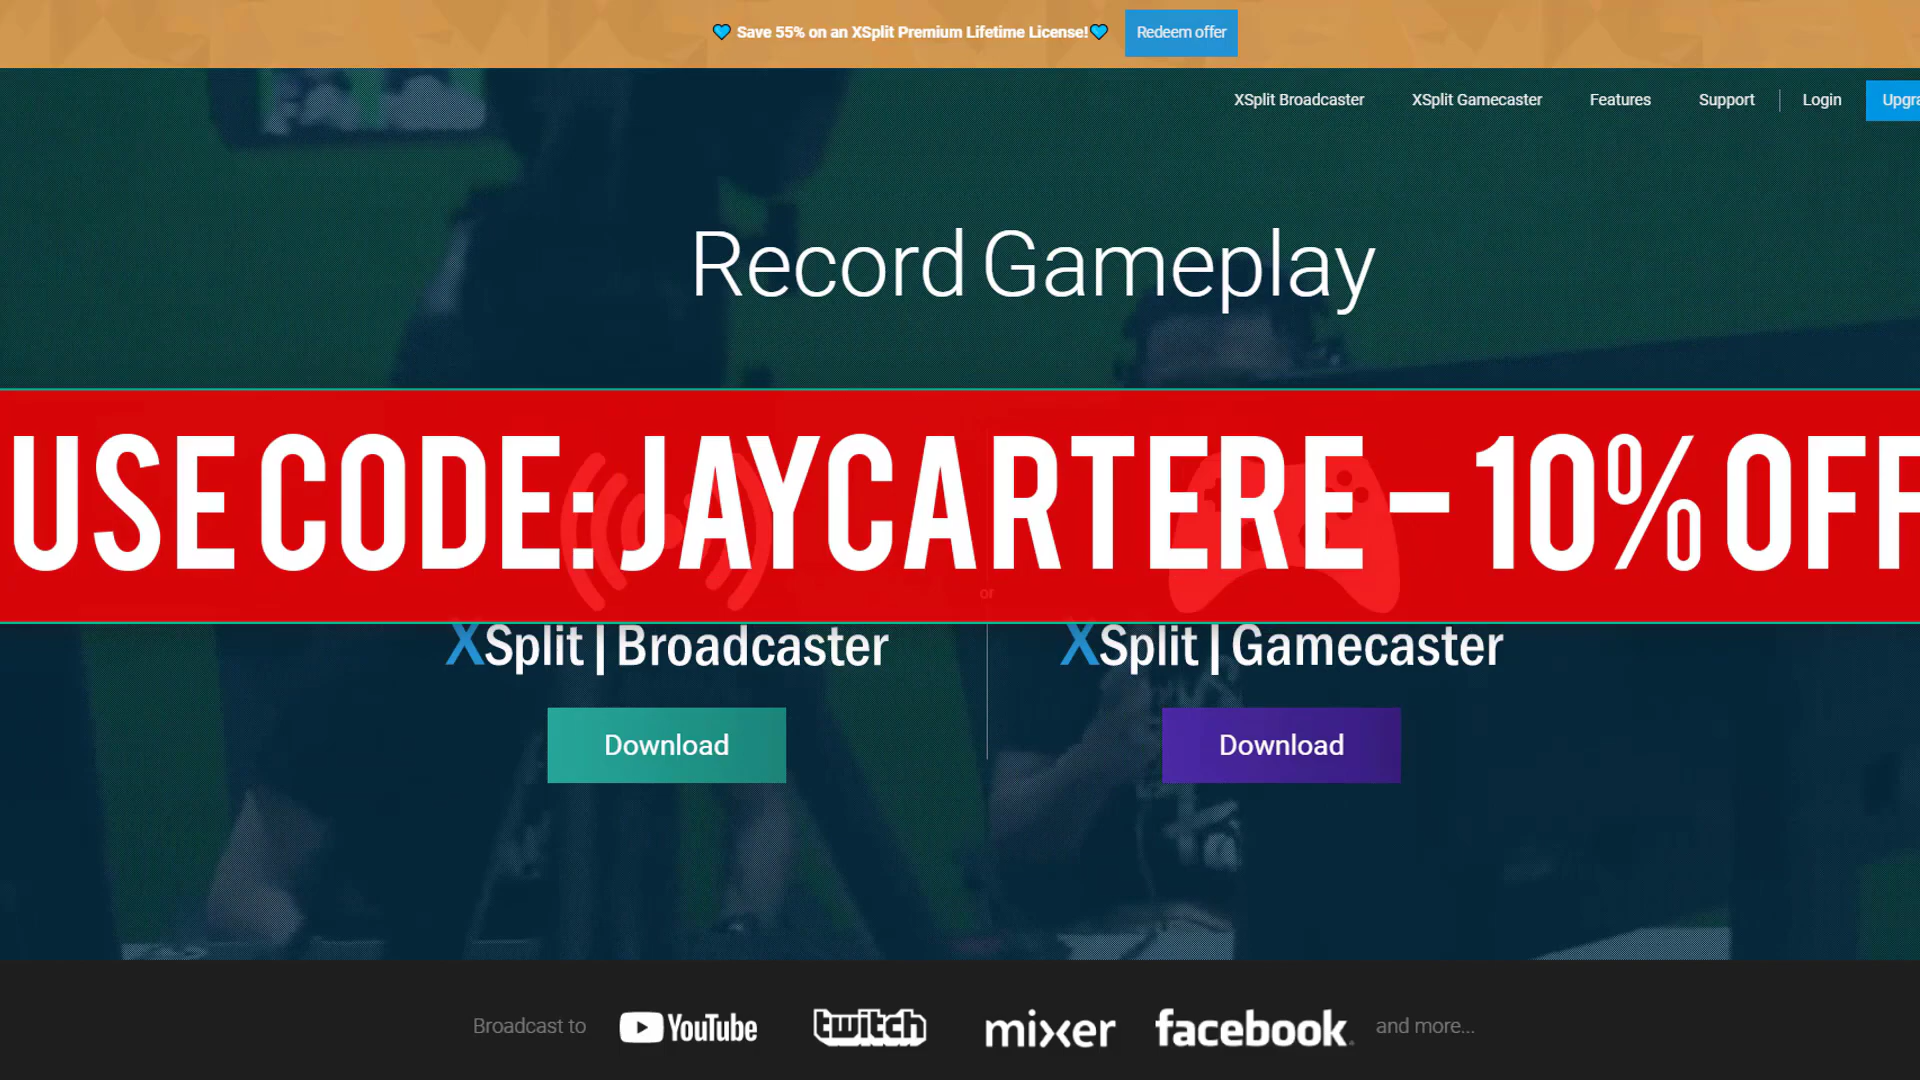 💙 Save 55% on an XSplit Premium Lifetime License! 💙 Redeem offer
XSplit Broadcaster XSplit Gamecaster Features Support Login
Record Gameplay
USE CODE: JAYCARTERE - 10% OFF
or
XSplit | Broadcaster XSplit | Gamecaster
Download Download
Broadcast to YouTube twitch mixer facebook and more...